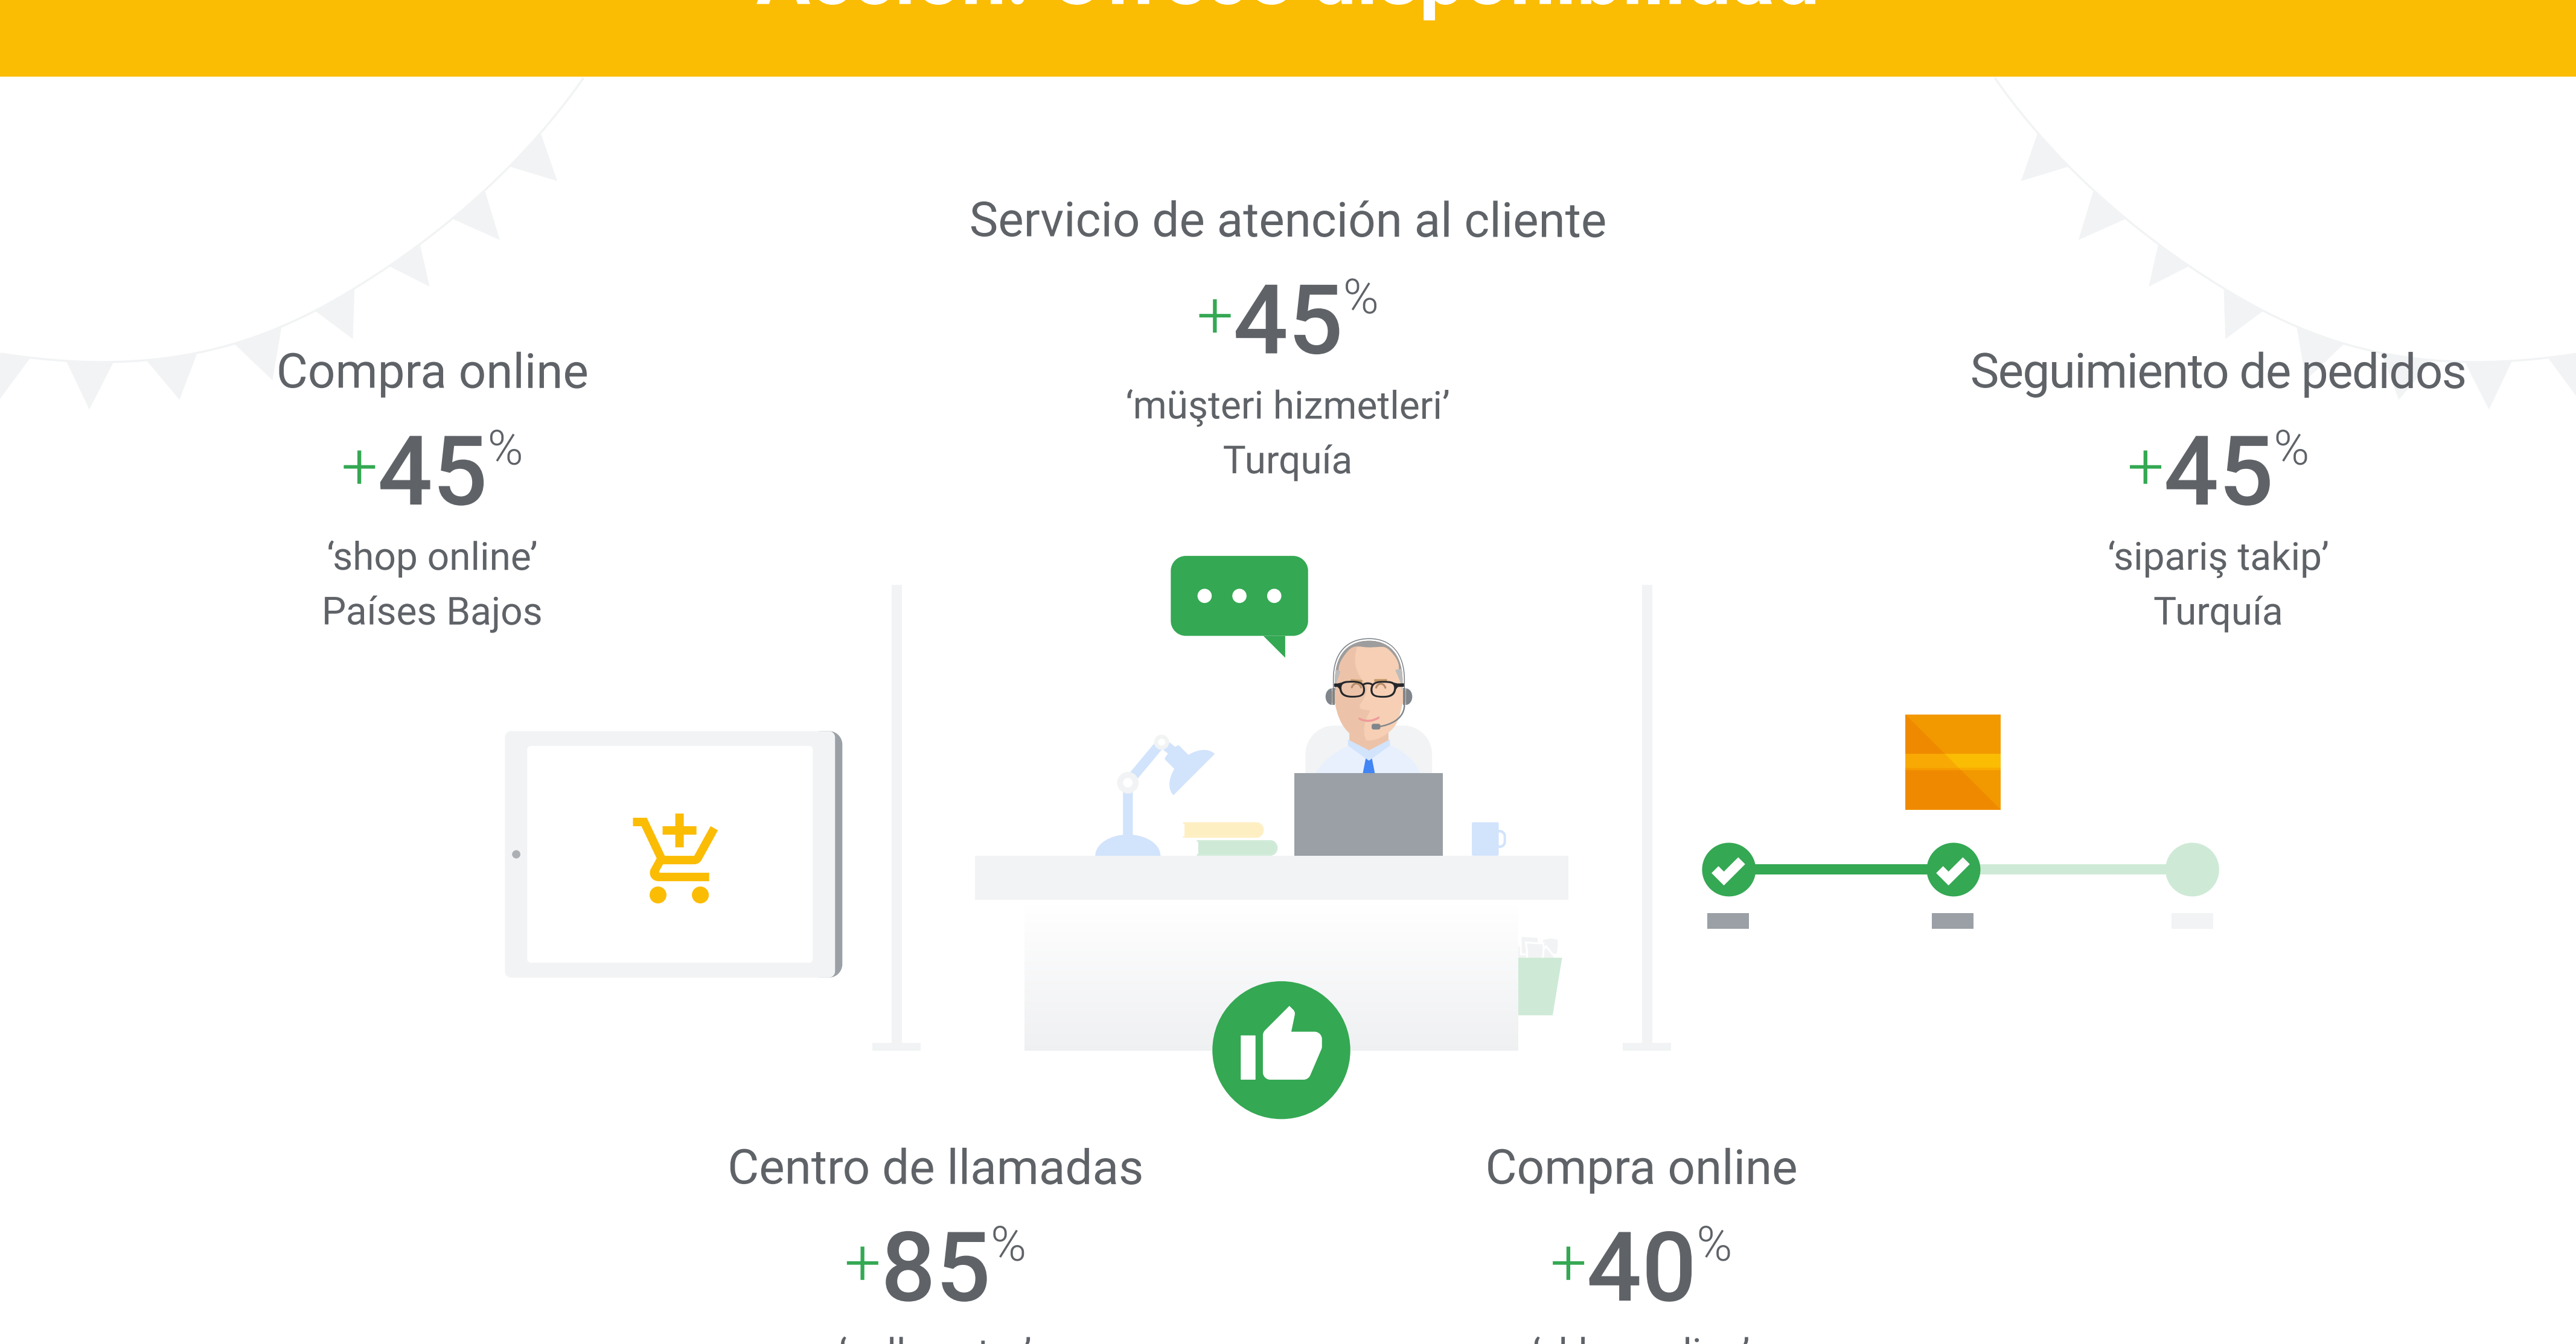 Servicio de atención al cliente
+45%
‘müşteri hizmetleri’
Turquía
Compra online
+45%
‘shop online’
Países Bajos
Seguimiento de pedidos
+45%
‘sipariş takip’
Turquía
Centro de llamadas
+85%
Compra online
+40%